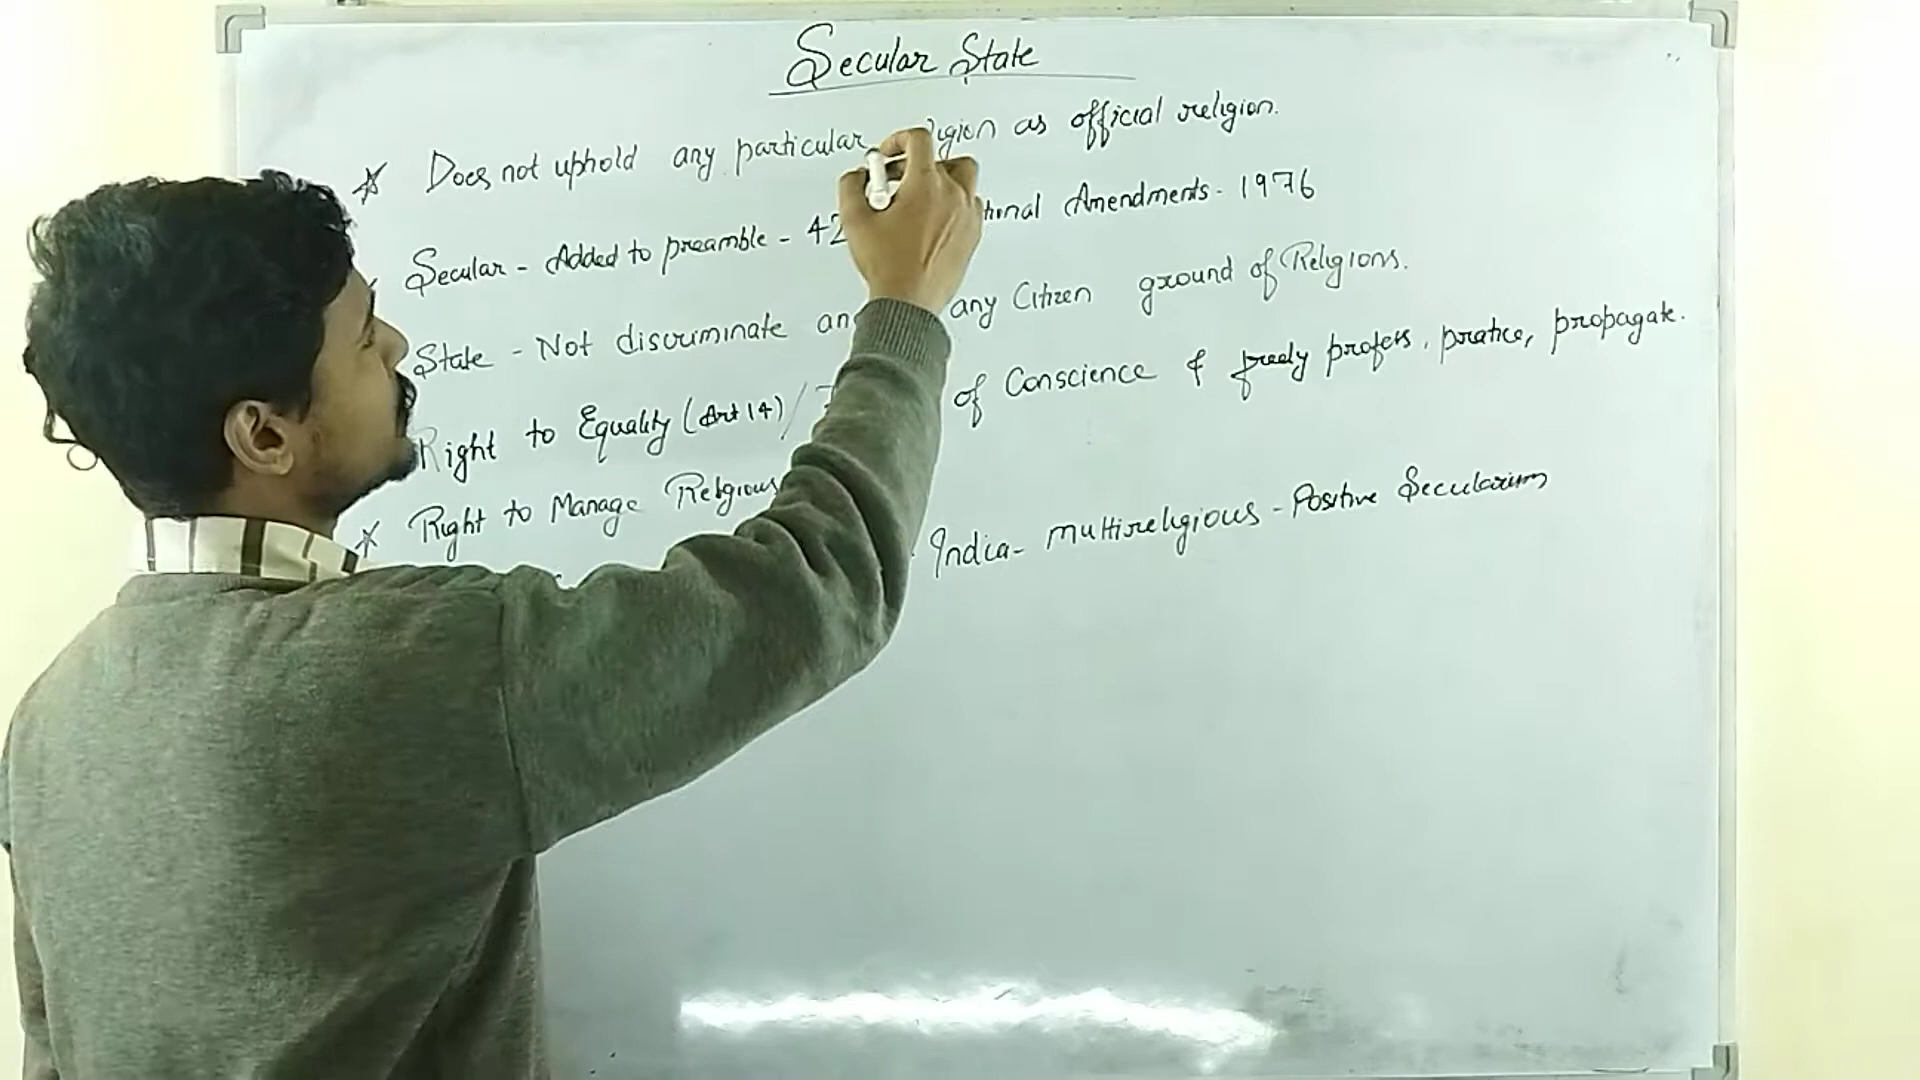 Secular State
Does not uphold any particular religion as official religion.
Secular - Added to preamble - 42 Amendments - 1976
State - Not discriminate any Citizen ground of Religions.
Right to Equality (Art 14) / of Conscience & freely profess, pratice, propagate.
Right to Manage Religious
India - multireligious - Positive Secularism